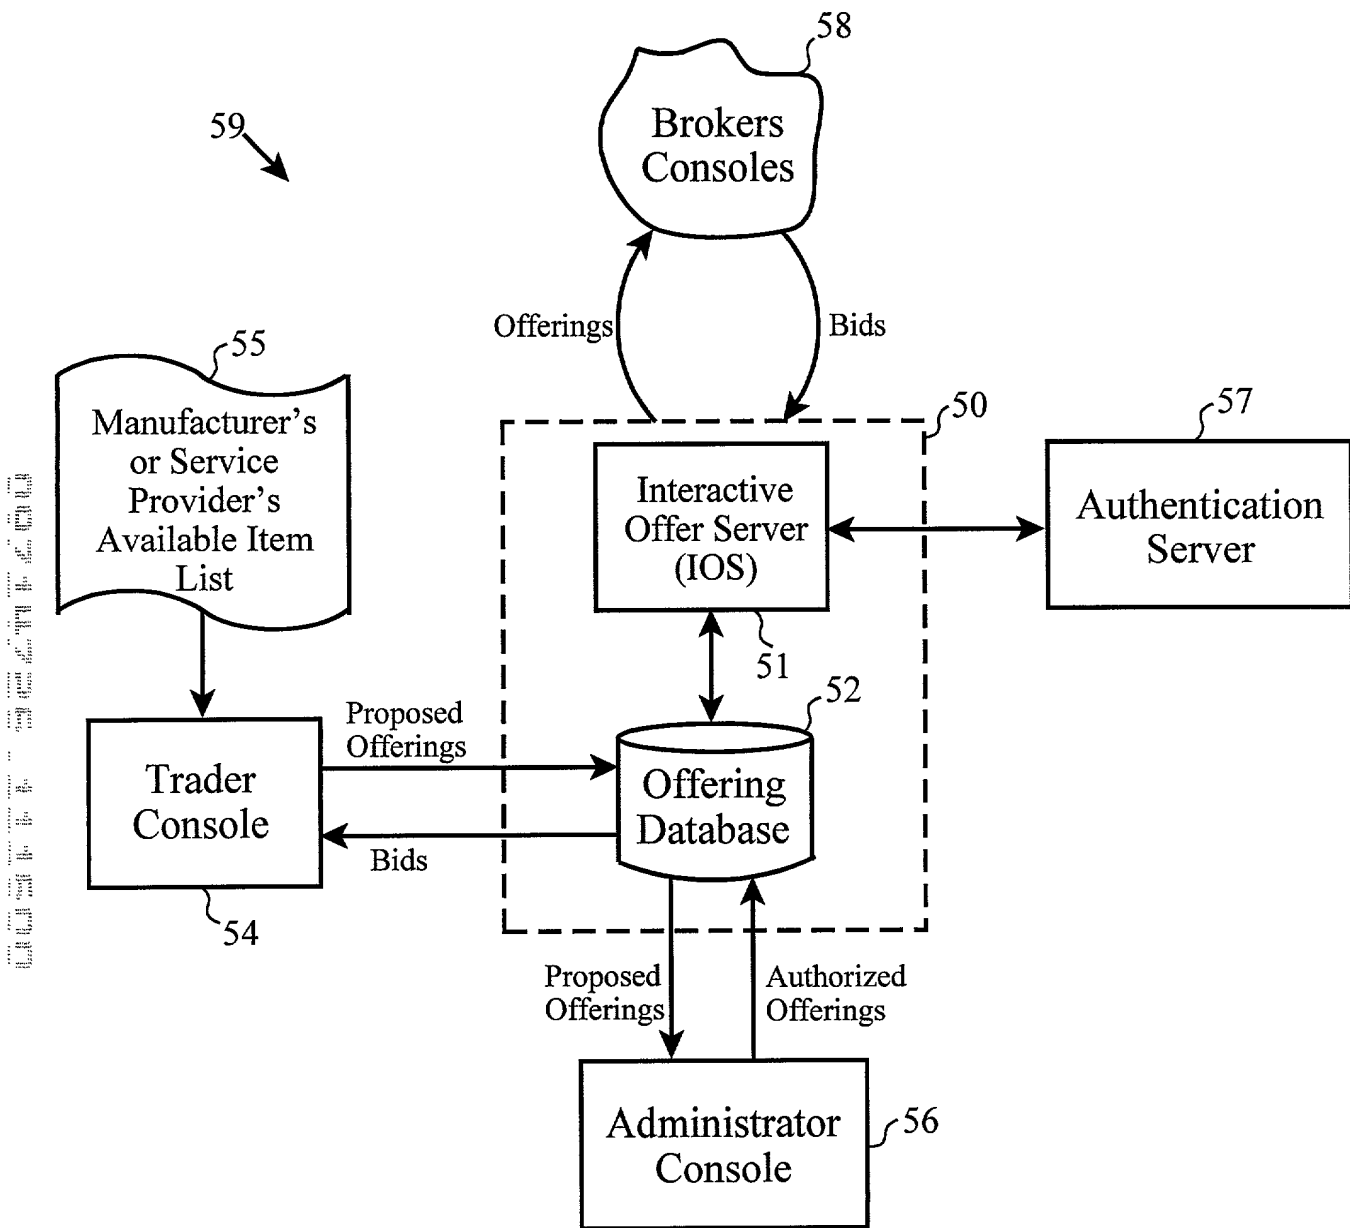 58
Brokers
Consoles
59
Offerings
Bids
55
Manufacturer's
or Service
Provider's
Available Item
List
50
57
Interactive
Offer Server
(IOS)
Authentication
Server
51
52
Proposed
Offerings
Trader
Console
Offering
Database
Bids
54
Proposed
Offerings
Authorized
Offerings
Administrator
Console
56